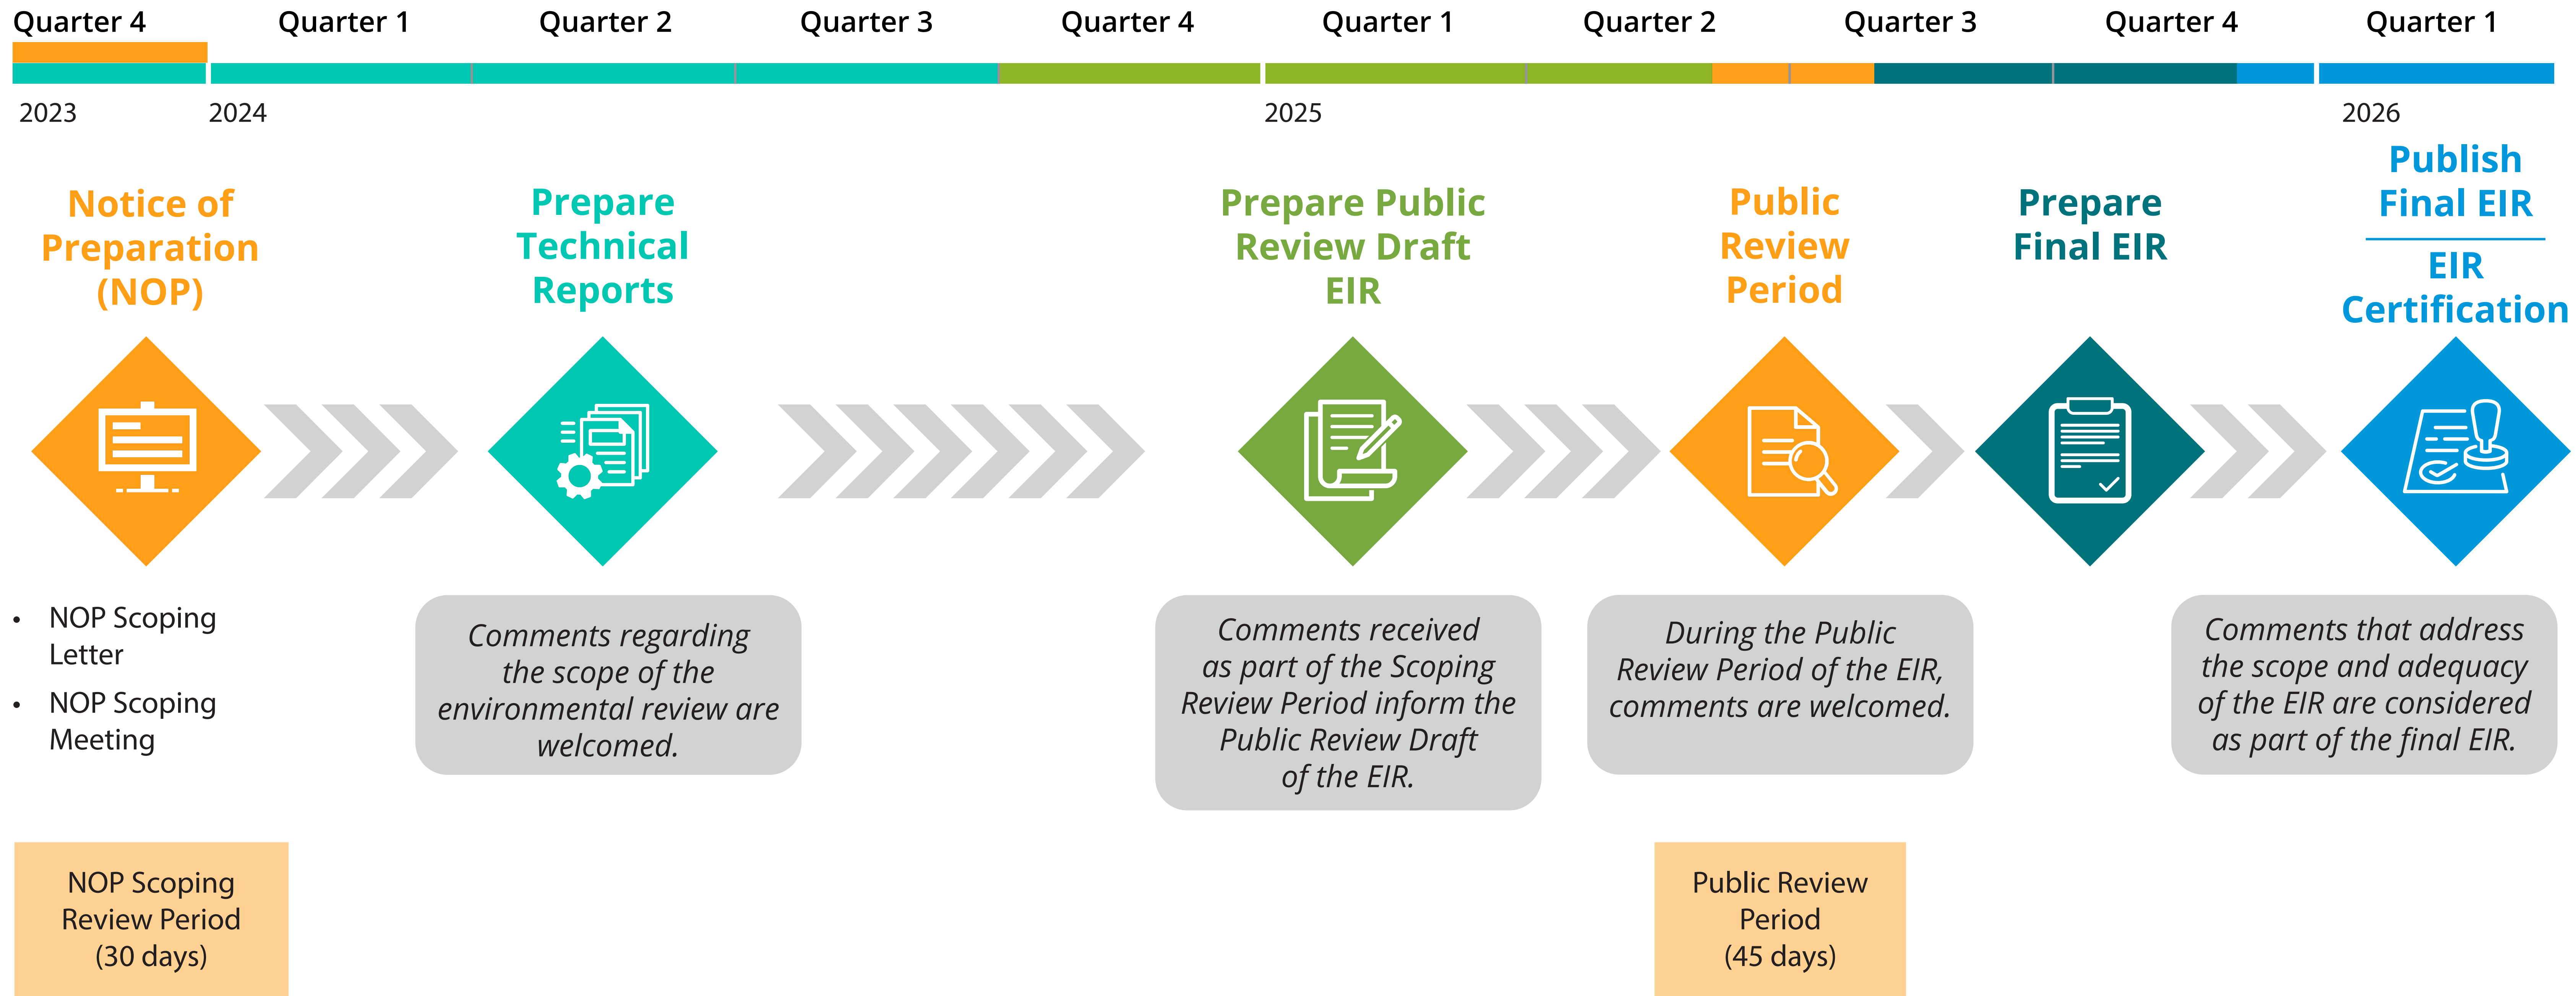 Quarter 4 Quarter 1 Quarter 2 Quarter 3 Quarter 4 Quarter 1 Quarter 2 Quarter 3 Quarter 4 Quarter 1
2023 2024 2025 2026
Notice of
Preparation
(NOP)
Prepare
Technical
Reports
Prepare Public
Review Draft
EIR
Public
Review
Period
Prepare
Final EIR
Publish
Final EIR
EIR
Certification
• NOP Scoping
Letter
• NOP Scoping
Meeting
Comments regarding
the scope of the
environmental review are
welcomed.
Comments received
as part of the Scoping
Review Period inform the
Public Review Draft
of the EIR.
During the Public
Review Period of the EIR,
comments are welcomed.
Comments that address
the scope and adequacy
of the EIR are considered
as part of the final EIR.
NOP Scoping
Review Period
(30 days)
Public Review
Period
(45 days)